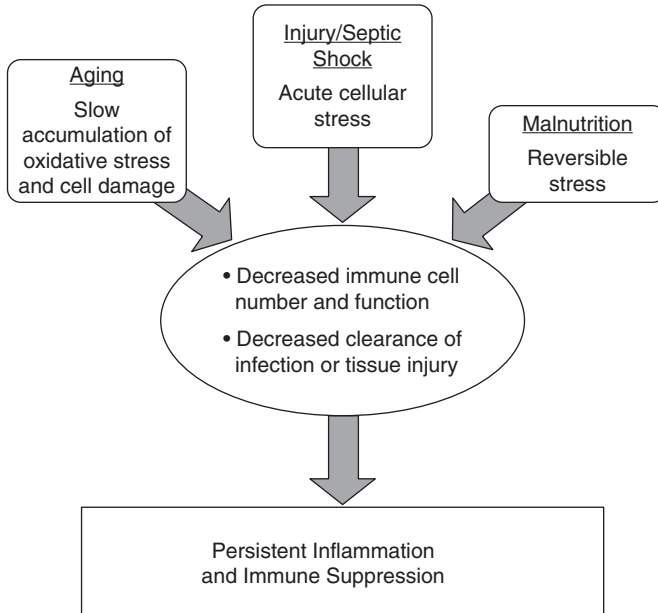 Aging
Slow
accumulation of
oxidative stress
and cell damage
Injury/Septic
Shock
Acute cellular
stress
Malnutrition
Reversible
stress
• Decreased immune cell
number and function
• Decreased clearance of
infection or tissue injury
Persistent Inflammation
and Immune Suppression